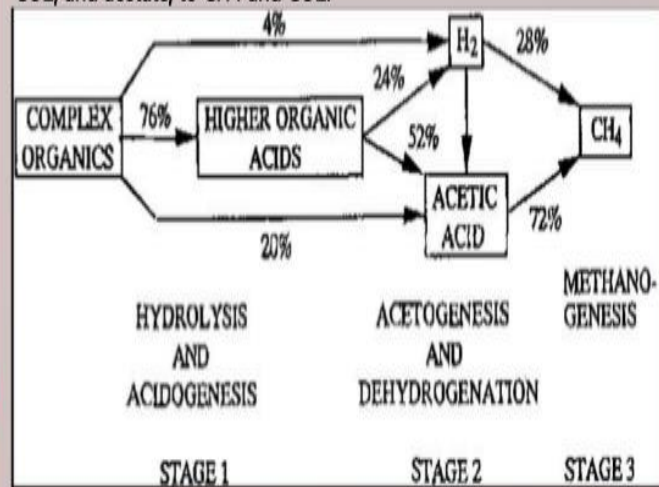 4%
H₂
28%
24%
COMPLEX
ORGANICS
76%
HIGHER ORGANIC
ACIDS
52%
CH₄
ACETIC
ACID
72%
20%
HYDROLYSIS
AND
ACIDOGENESIS
ACETOGENESIS
AND
DEHYDROGENATION
METHANO-
GENESIS
STAGE 1
STAGE 2
STAGE 3